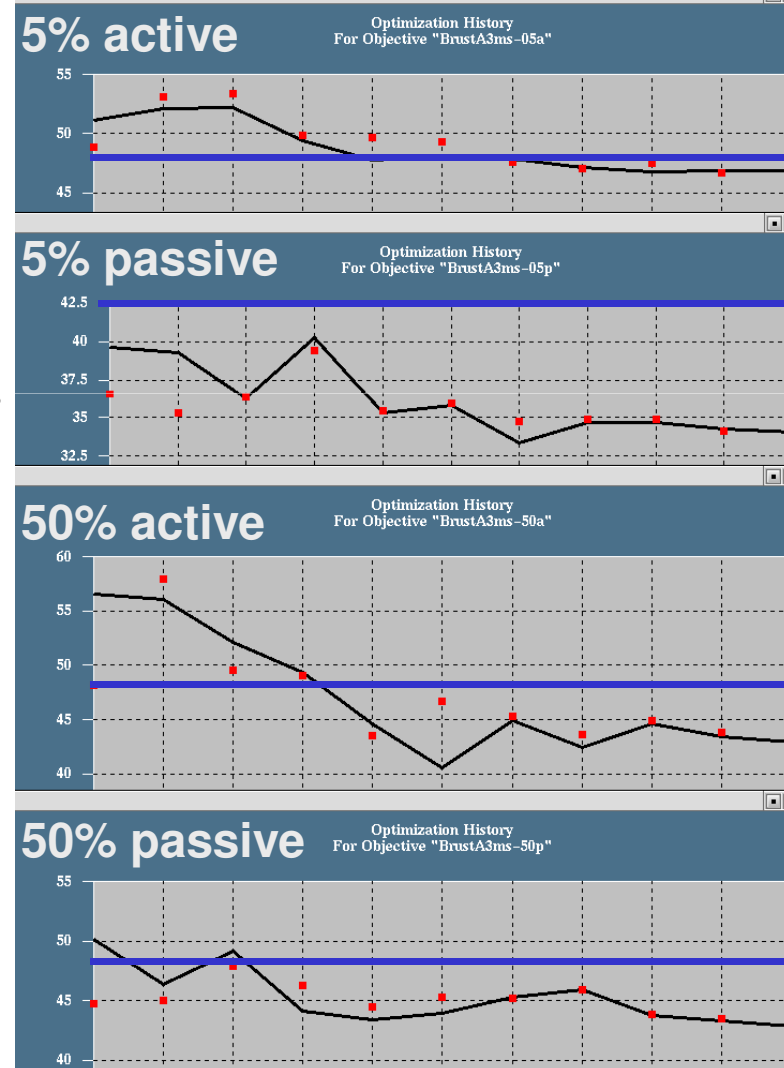 5% active
Optimization History
For Objective "BrustA3ms-05a"
55
50
45
5% passive
Optimization History
For Objective "BrustA3ms-05p"
42.5
40
37.5
35
32.5
50% active
Optimization History
For Objective "BrustA3ms-50a"
60
55
50
45
40
50% passive
Optimization History
For Objective "BrustA3ms-50p"
55
50
45
40